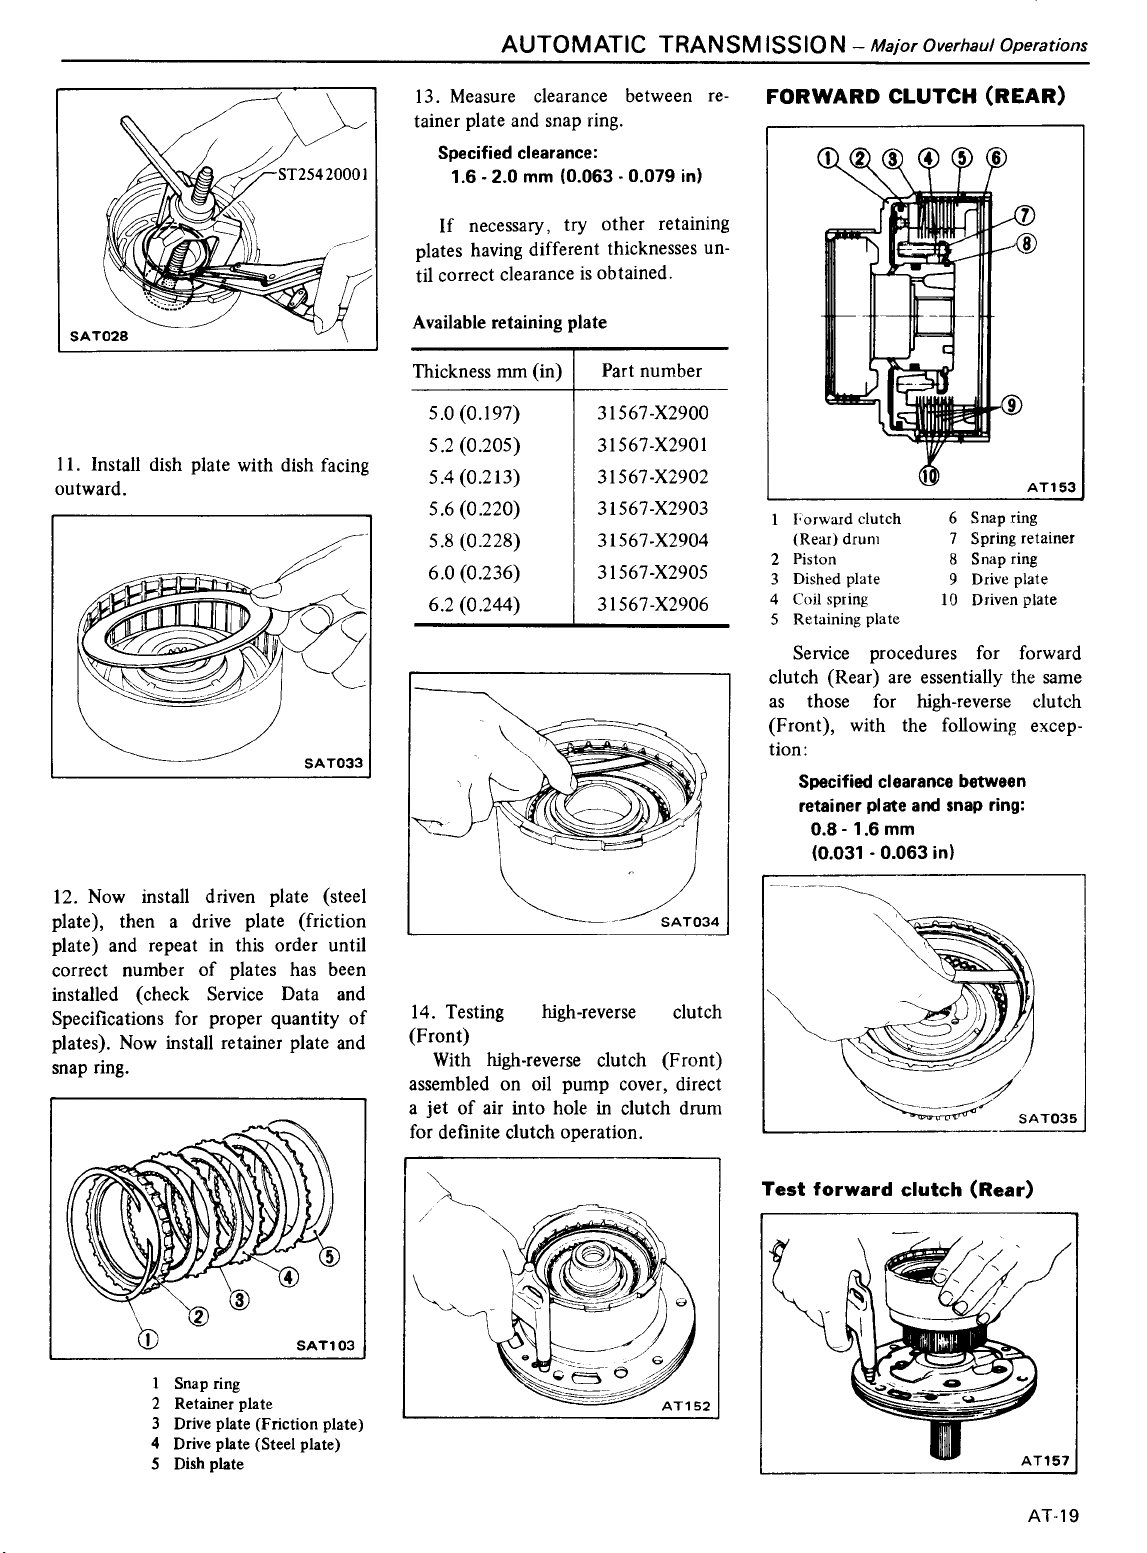 AUTOMATIC TRANSMISSION – Major Overhaul Operations
ST25420001
SAT028
11. Install dish plate with dish facing
outward.
SAT033
12. Now install driven plate (steel
plate), then a drive plate (friction
plate) and repeat in this order until
correct number of plates has been
installed (check Service Data and
Specifications for proper quantity of
plates). Now install retainer plate and
snap ring.
1
2
3
4
5
SAT103
1 Snap ring
2 Retainer plate
3 Drive plate (Friction plate)
4 Drive plate (Steel plate)
5 Dish plate
13. Measure clearance between re-
tainer plate and snap ring.
Specified clearance:
1.6 - 2.0 mm (0.063 - 0.079 in)
If necessary, try other retaining
plates having different thicknesses un-
til correct clearance is obtained.
Available retaining plate
Thickness mm (in) Part number
5.0 (0.197) 31567-X2900
5.2 (0.205) 31567-X2901
5.4 (0.213) 31567-X2902
5.6 (0.220) 31567-X2903
5.8 (0.228) 31567-X2904
6.0 (0.236) 31567-X2905
6.2 (0.244) 31567-X2906
SAT034
14. Testing high-reverse clutch
(Front)
With high-reverse clutch (Front)
assembled on oil pump cover, direct
a jet of air into hole in clutch drum
for definite clutch operation.
AT152
FORWARD CLUTCH (REAR)
1 2 3 4 5 6
7
8
9
10
AT153
1 Forward clutch
(Rear) drum
2 Piston
3 Dished plate
4 Coil spring
5 Retaining plate
6 Snap ring
7 Spring retainer
8 Snap ring
9 Drive plate
10 Driven plate
Service procedures for forward
clutch (Rear) are essentially the same
as those for high-reverse clutch
(Front), with the following excep-
tion:
Specified clearance between
retainer plate and snap ring:
0.8 - 1.6 mm
(0.031 - 0.063 in)
SAT035
Test forward clutch (Rear)
AT157
AT-19